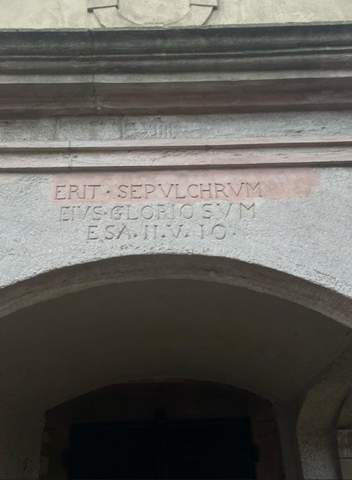 ERIT · SEPVLCHRVM
EIVS · GLORIOSVM
ESA · II · V · IO ·